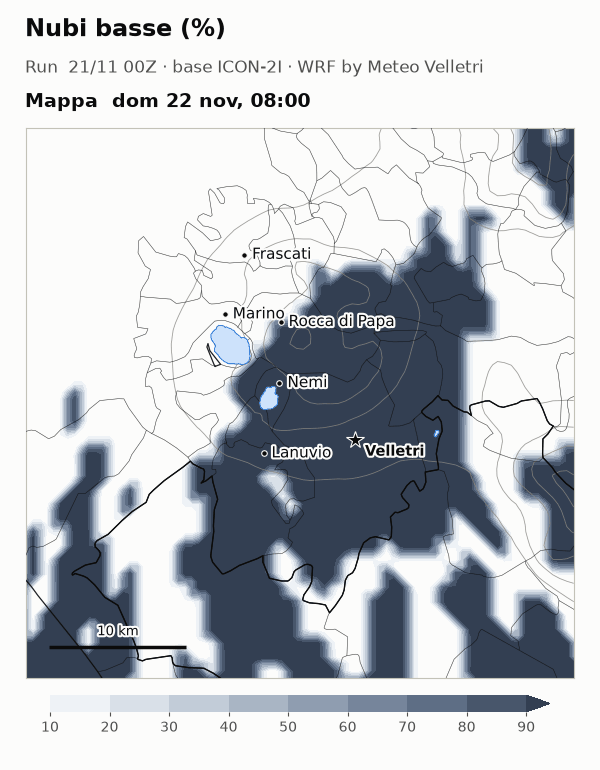 Nubi basse (%)
Run  21/11 00Z · base ICON-2I · WRF by Meteo Velletri
Mappa  dom 22 nov, 08:00
Frascati
Marino
Rocca di Papa
Nemi
Velletri
Lanuvio
10 km
10 20 30 40 50 60 70 80 90